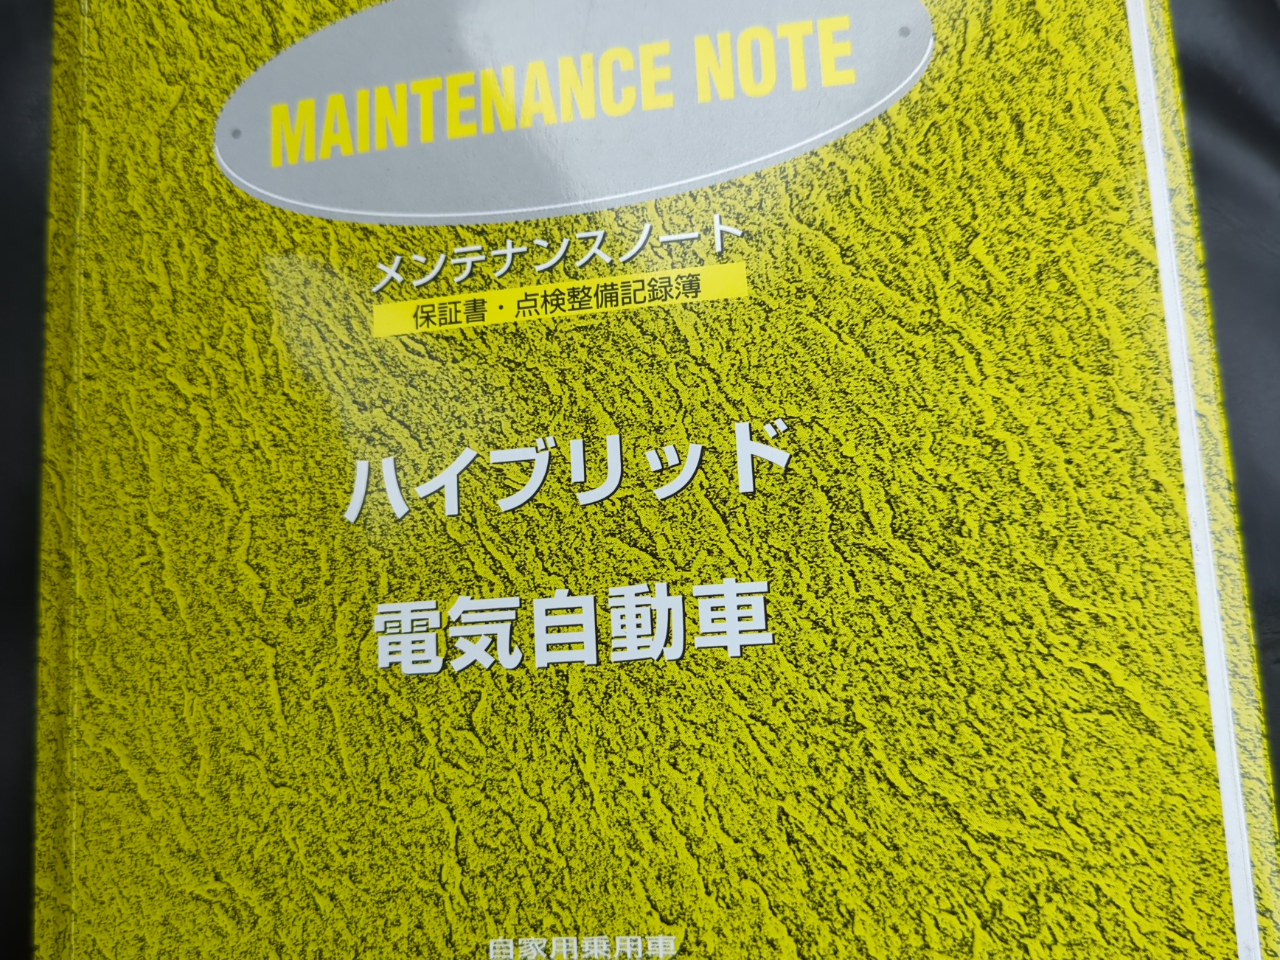 MAINTENANCE NOTE
メンテナンスノート
保証書・点検整備記録簿
ハイブリッド
電気自動車
自家用乗用車